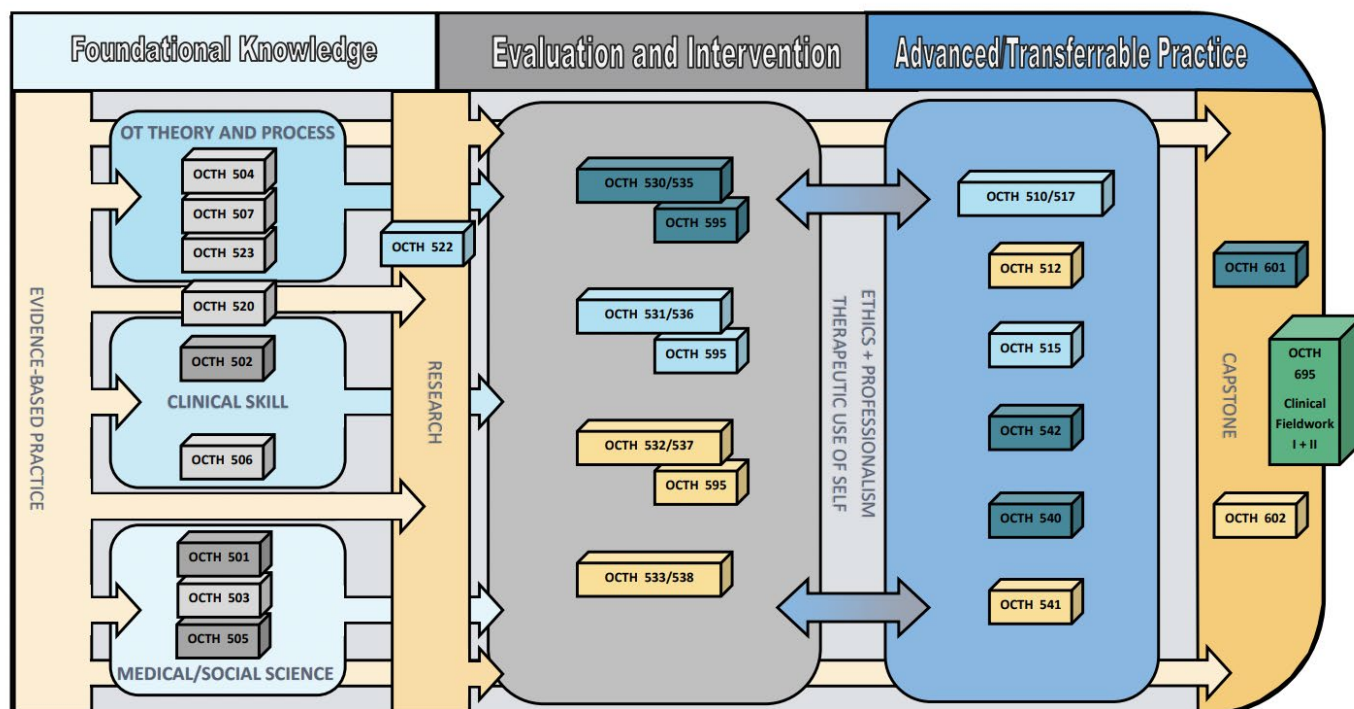 Foundational Knowledge
Evaluation and Intervention
Advanced/Transferrable Practice
EVIDENCE-BASED PRACTICE
OT THEORY AND PROCESS
OCTH 504
OCTH 507
OCTH 523
OCTH 520
OCTH 502
CLINICAL SKILL
OCTH 506
OCTH 501
OCTH 503
OCTH 505
MEDICAL/SOCIAL SCIENCE
OCTH 522
RESEARCH
OCTH 530/535
OCTH 595
OCTH 531/536
OCTH 595
OCTH 532/537
OCTH 595
OCTH 533/538
ETHICS + PROFESSIONALISM
THERAPEUTIC USE OF SELF
OCTH 510/517
OCTH 512
OCTH 515
OCTH 542
OCTH 540
OCTH 541
OCTH 601
CAPSTONE
OCTH 602
OCTH
695
Clinical
Fieldwork
I + II